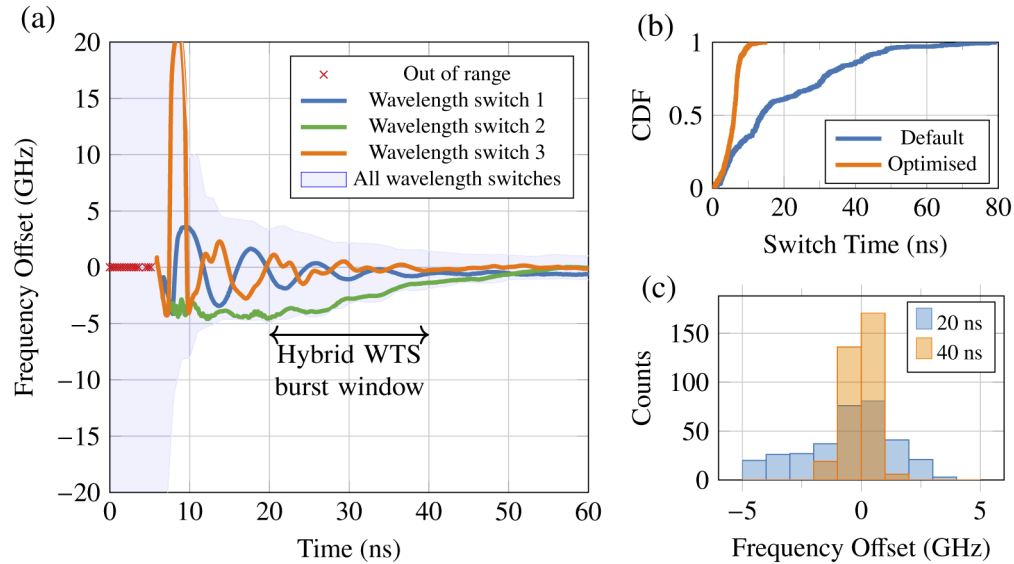 (a)
20
15
10
5
0
−5
−10
−15
−20
Frequency Offset (GHz)
Out of range
Wavelength switch 1
Wavelength switch 2
Wavelength switch 3
All wavelength switches
Hybrid WTS
burst window
0 10 20 30 40 50 60
Time (ns)
(b)
1
0.5
0
CDF
Default
Optimised
0 20 40 60 80
Switch Time (ns)
(c)
150
100
50
0
Counts
20 ns
40 ns
−5 0 5
Frequency Offset (GHz)